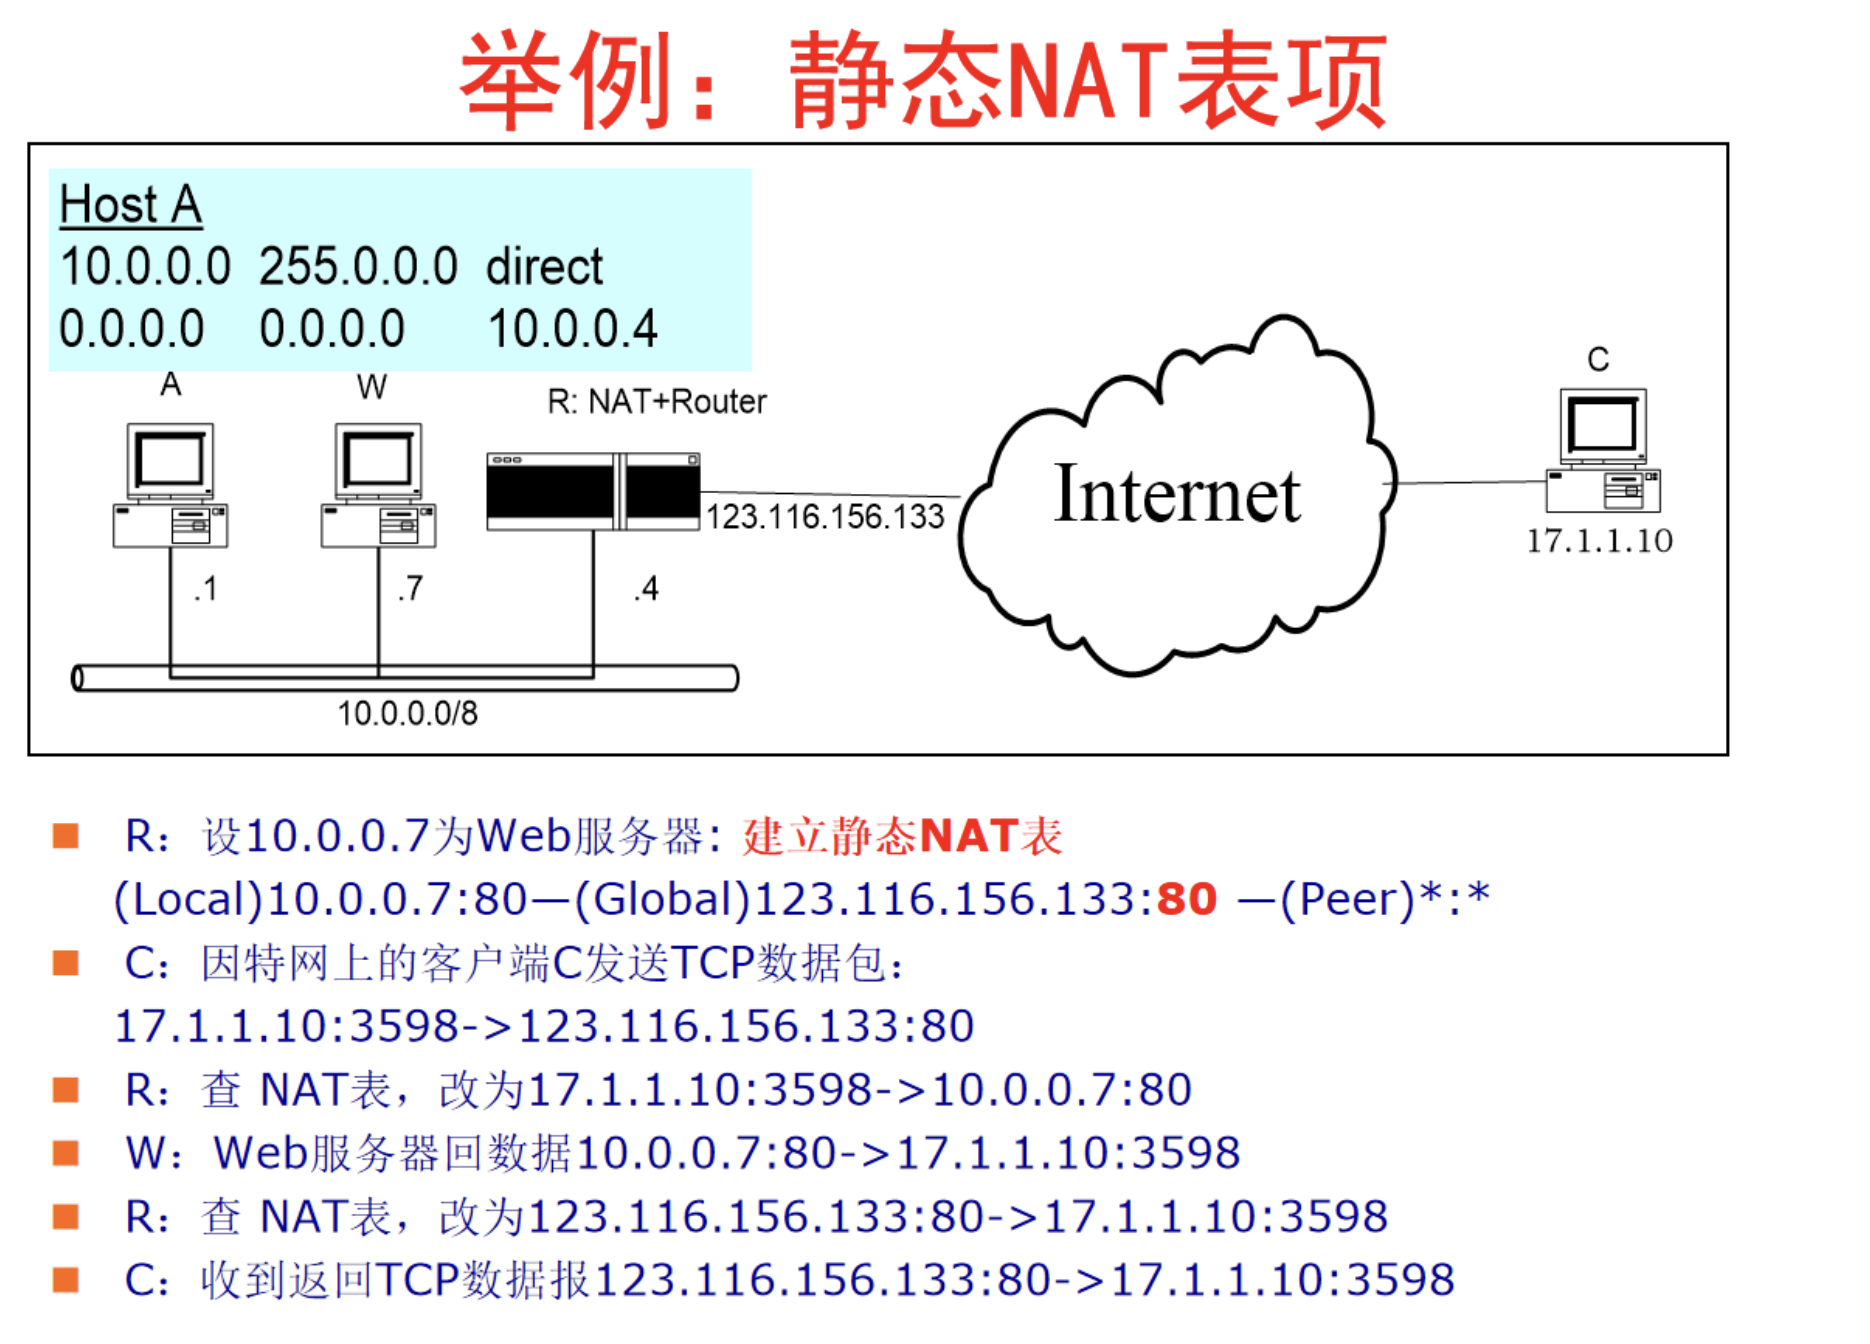 举例：静态NAT表项
Host A
10.0.0.0 255.0.0.0 direct
0.0.0.0 0.0.0.0 10.0.0.4
A
W
R: NAT+Router
C
Internet
123.116.156.133
17.1.1.10
.1
.7
.4
10.0.0.0/8
R：设10.0.0.7为Web服务器: 建立静态NAT表
(Local)10.0.0.7:80—(Global)123.116.156.133:80 —(Peer)*:*
C：因特网上的客户端C发送TCP数据包：
17.1.1.10:3598->123.116.156.133:80
R：查 NAT表，改为17.1.1.10:3598->10.0.0.7:80
W：Web服务器回数据10.0.0.7:80->17.1.1.10:3598
R：查 NAT表，改为123.116.156.133:80->17.1.1.10:3598
C：收到返回TCP数据报123.116.156.133:80->17.1.1.10:3598